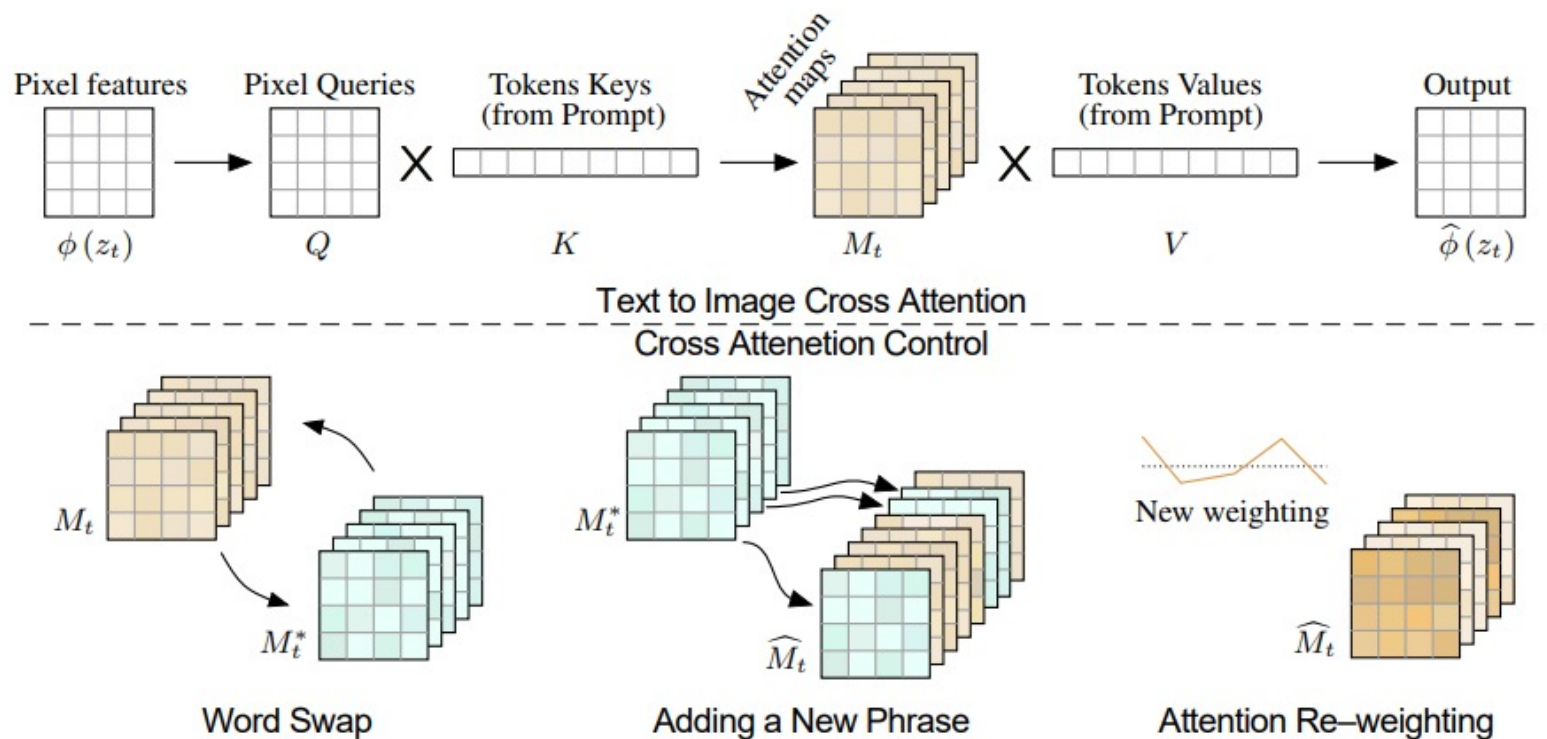 Pixel features
Pixel Queries
Tokens Keys
(from Prompt)
Attention
maps
Tokens Values
(from Prompt)
Output
ϕ (z_t)
Q
K
M_t
V
ϕ̂ (z_t)
Text to Image Cross Attention
Cross Attenetion Control
M_t
M_t^*
Word Swap
M_t^*
M̂_t
Adding a New Phrase
New weighting
M̂_t
Attention Re–weighting